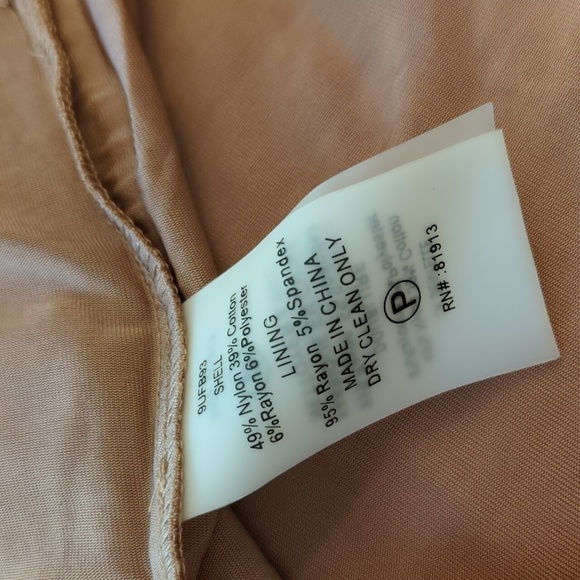 9UFB93
SHELL
49% Nylon 39% Cotton
6%Rayon 6%Polyester
LINING
95% Rayon 5%Spandex
MADE IN CHINA
DRY CLEAN ONLY
P
RN#:81913